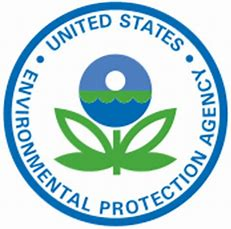 UNITED STATES
ENVIRONMENTAL PROTECTION AGENCY